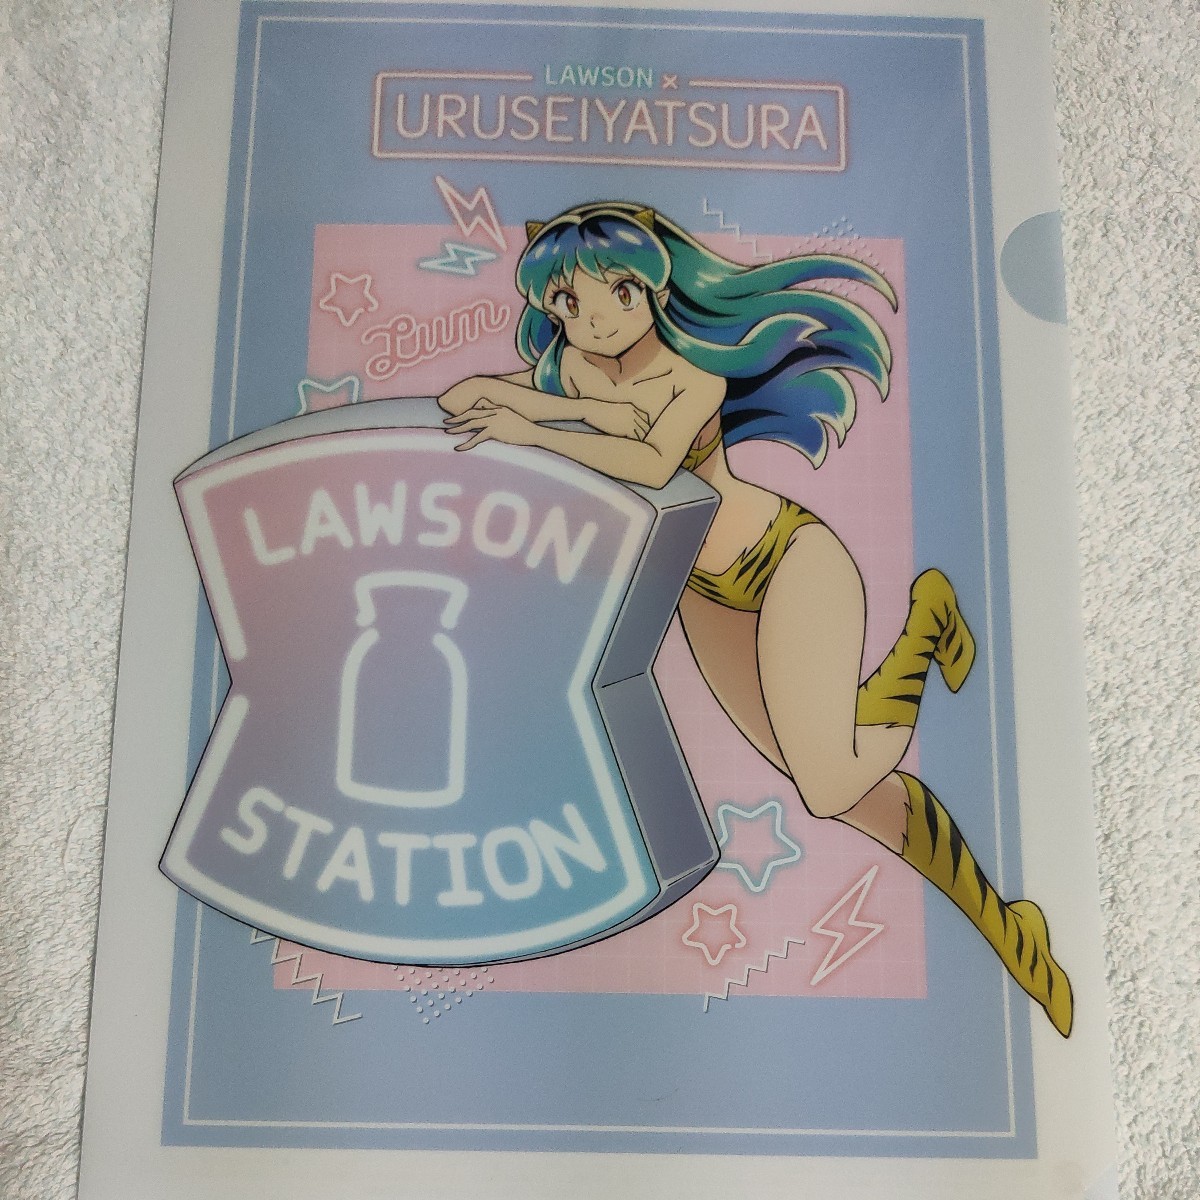 LAWSON ×
URUSEIYATSURA
Lum
LAWSON
STATION